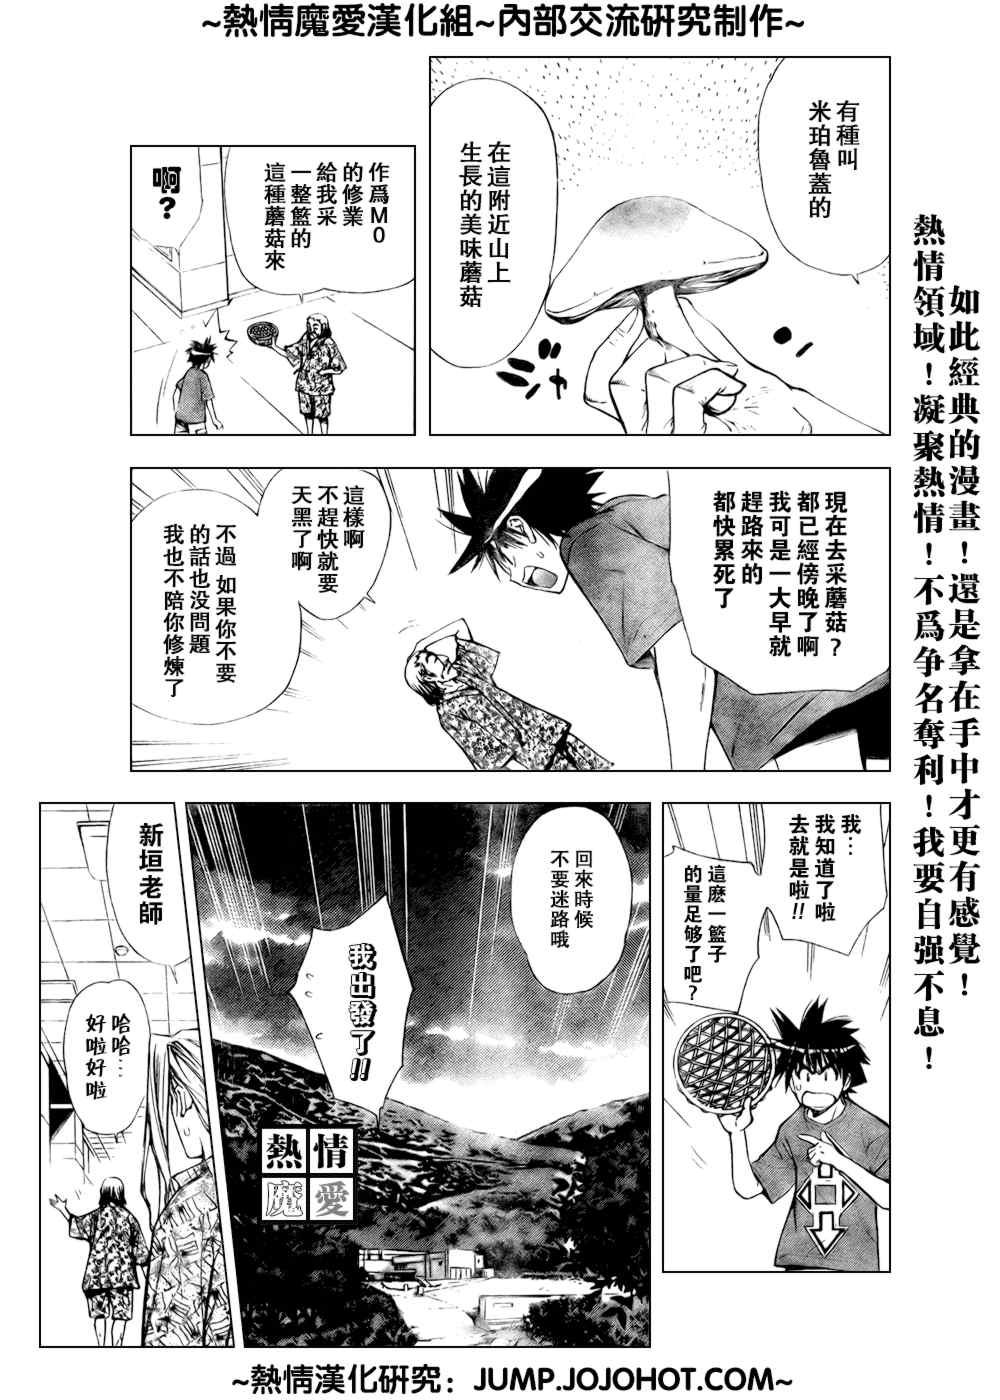 ~熱情魔愛漢化組~內部交流研究制作~
有種叫
米珀魯蓋的
在這附近山上
生長的美味蘑菇
作爲M0
的修業
給我采
一整籃的
這種蘑菇來
啊
?
現在去采蘑菇?
都已經傍晚了啊
我可是一大早就
趕路來的
都快累死了
這樣啊
不趕快就要
天黑了啊
不過 如果你不要
的話也没問題
我也不陪你修煉了
我…
我知道了啦
去就是啦!!
這麽一籃子
的量足够了吧?
回來時候
不要迷路哦
我出發了!!
熱情
魔愛
新垣老師
哈哈…
好啦好啦
如此經典的漫畫!還是拿在手中才更有感覺!
熱情領域!凝聚熱情!不爲争名奪利!我要自强不息!
~熱情漢化研究：JUMP.JOJOHOT.COM~